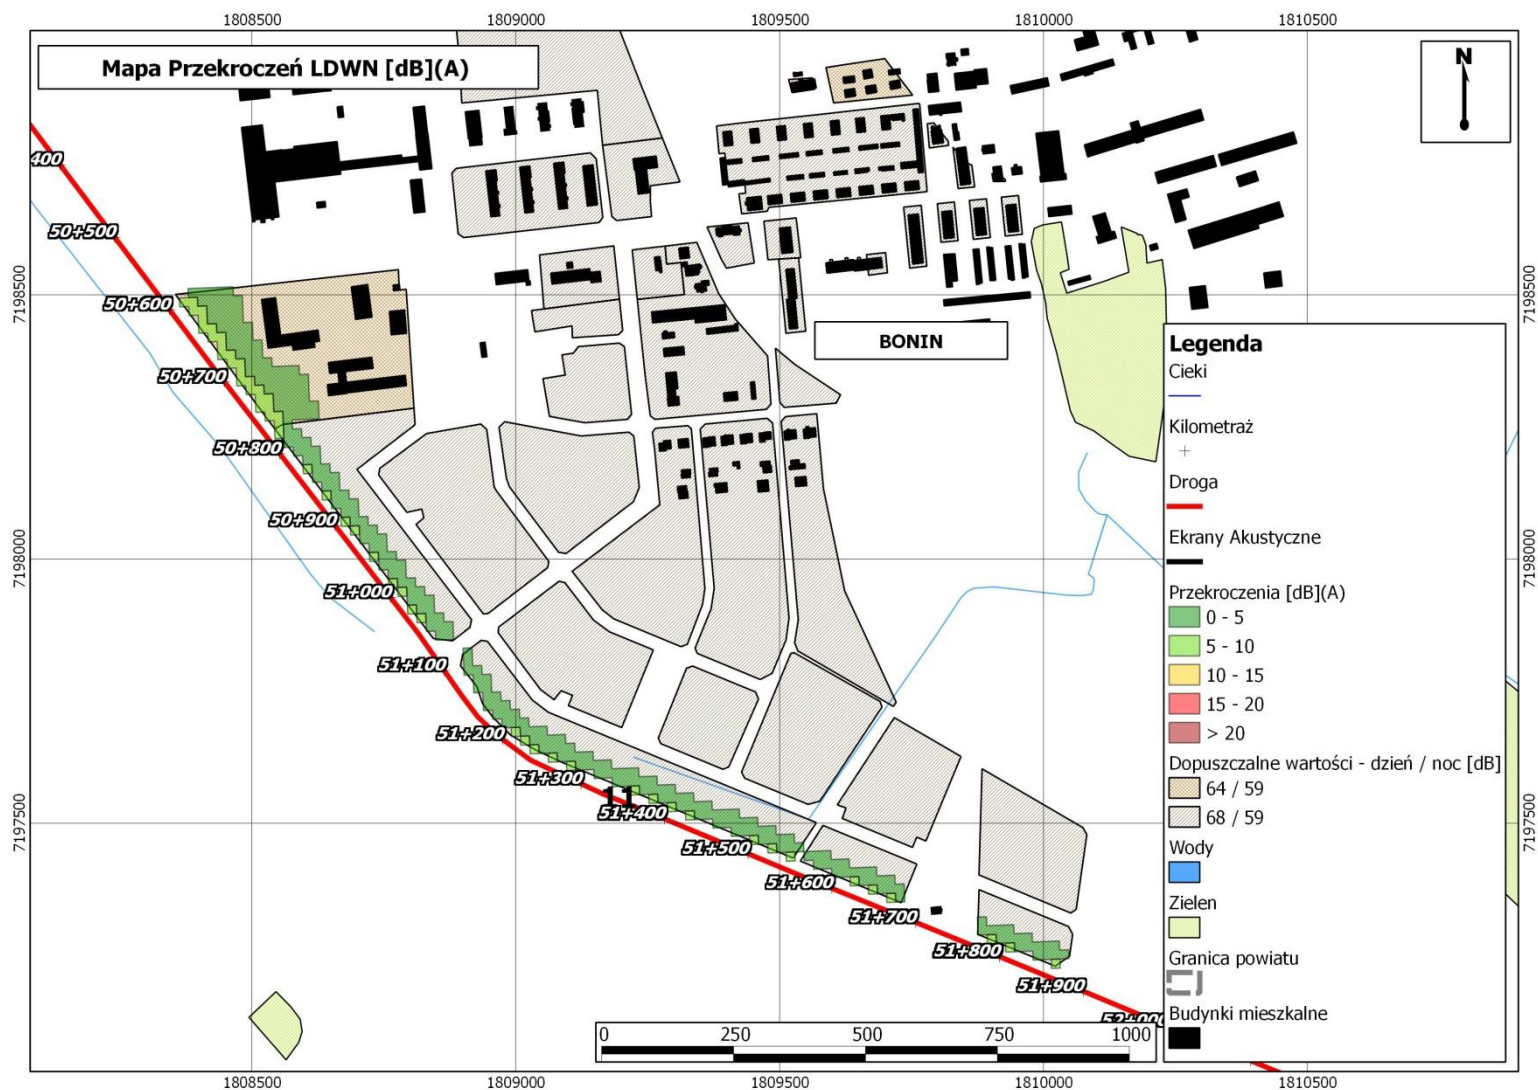 1808500 1809000 1809500 1810000 1810500
Mapa Przekroczeń LDWN [dB](A)
N
400
50+500
50+600
7198500
7198500
BONIN
50+700
50+800
50+900
7198000
7198000
51+000
51+100
51+200
51+300
11
51+400
7197500
7197500
51+500
51+600
51+700
51+800
51+900
52+000
Legenda
Cieki
Kilometraż
Droga
Ekrany Akustyczne
Przekroczenia [dB](A)
0 - 5
5 - 10
10 - 15
15 - 20
> 20
Dopuszczalne wartości - dzień / noc [dB]
64 / 59
68 / 59
Wody
Zielen
Granica powiatu
Budynki mieszkalne
0 250 500 750 1000
1808500 1809000 1809500 1810000 1810500